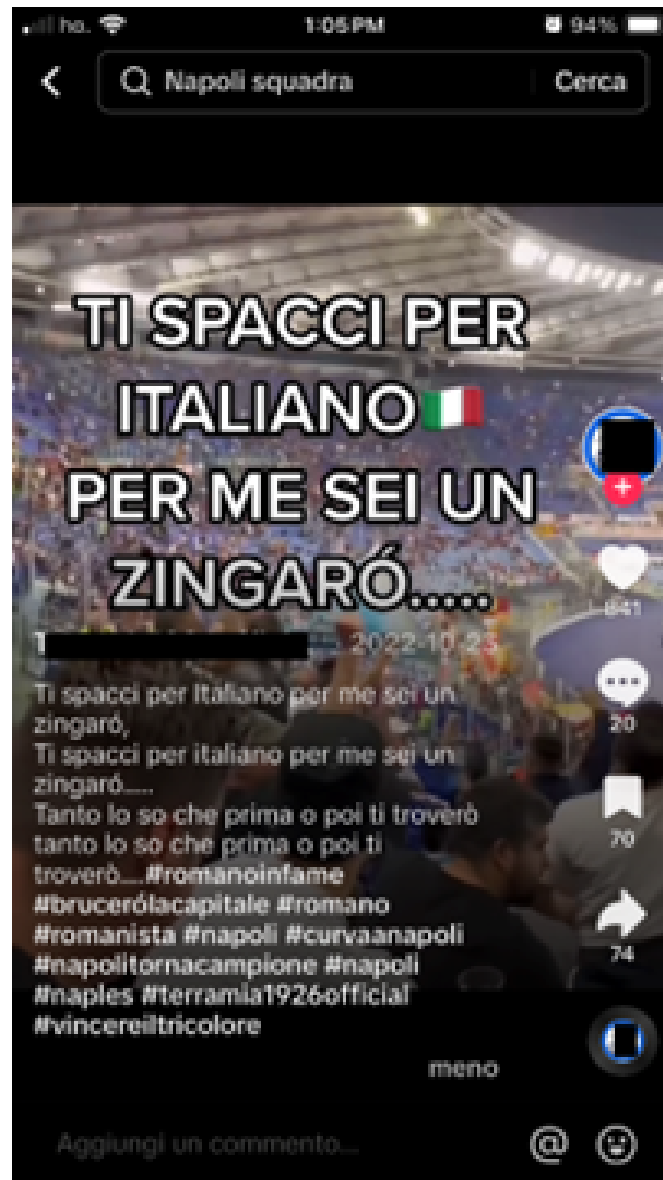 ho.
1:05 PM
94%
Napoli squadra
Cerca
TI SPACCI PER
ITALIANO🇮🇹
PER ME SEI UN
ZINGARÓ.....
T
2022-10-23
841
Ti spacci per Italiano per me sei un
zingaró,
20
Ti spacci per italiano per me sei un
zingaró.....
Tanto lo so che prima o poi ti troverò
tanto lo so che prima o poi ti
70
troverò....#romanoinfame
#brucerólacapitale #romano
#romanista #napoli #curvaanapoli
74
#napolitornacampione #napoli
#naples #terramia1926official
#vincereiltricolore
meno
Aggiungi un commento...